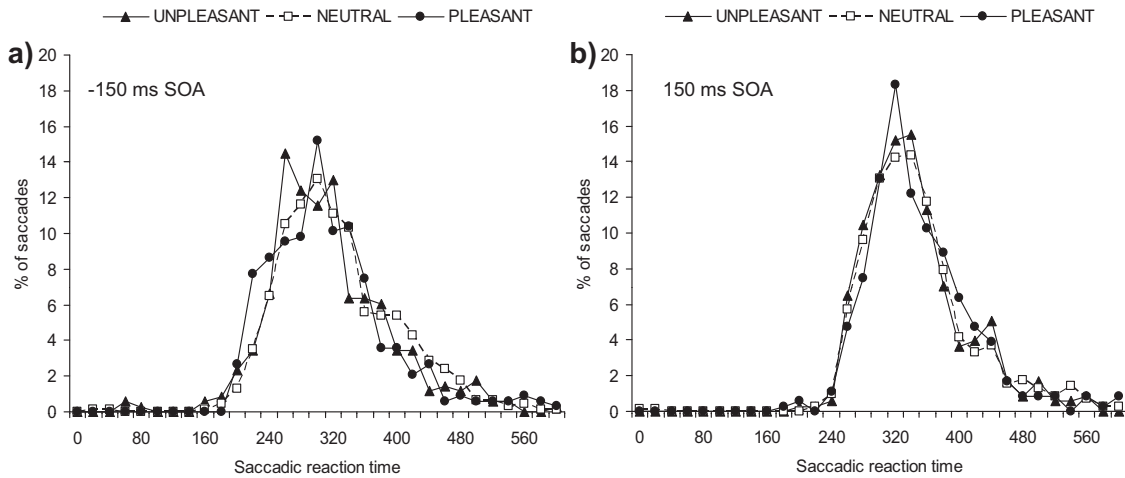 UNPLEASANT NEUTRAL PLEASANT
a)
-150 ms SOA
% of saccades
20
18
16
14
12
10
8
6
4
2
0
0 80 160 240 320 400 480 560
Saccadic reaction time
UNPLEASANT NEUTRAL PLEASANT
b)
150 ms SOA
% of saccades
20
18
16
14
12
10
8
6
4
2
0
0 80 160 240 320 400 480 560
Saccadic reaction time